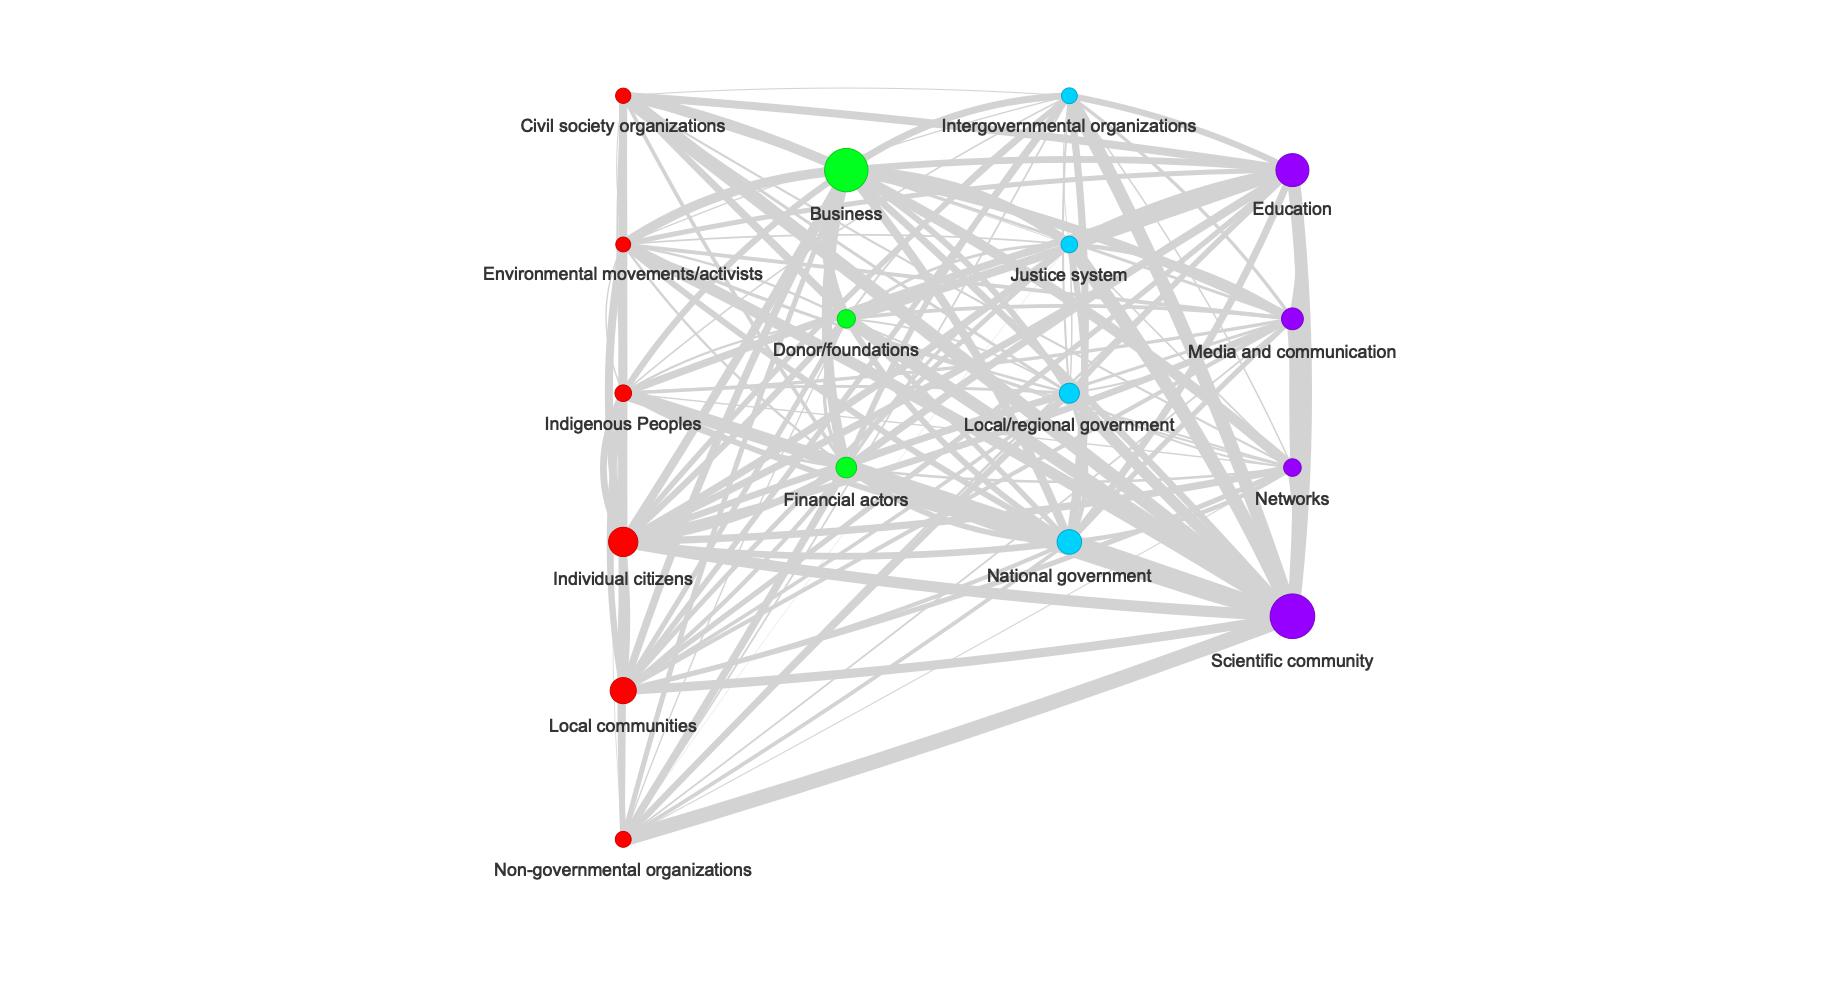 Civil society organizations
Intergovernmental organizations
Business
Education
Environmental movements/activists
Justice system
Donor/foundations
Media and communication
Indigenous Peoples
Local/regional government
Financial actors
Networks
Individual citizens
National government
Scientific community
Local communities
Non-governmental organizations